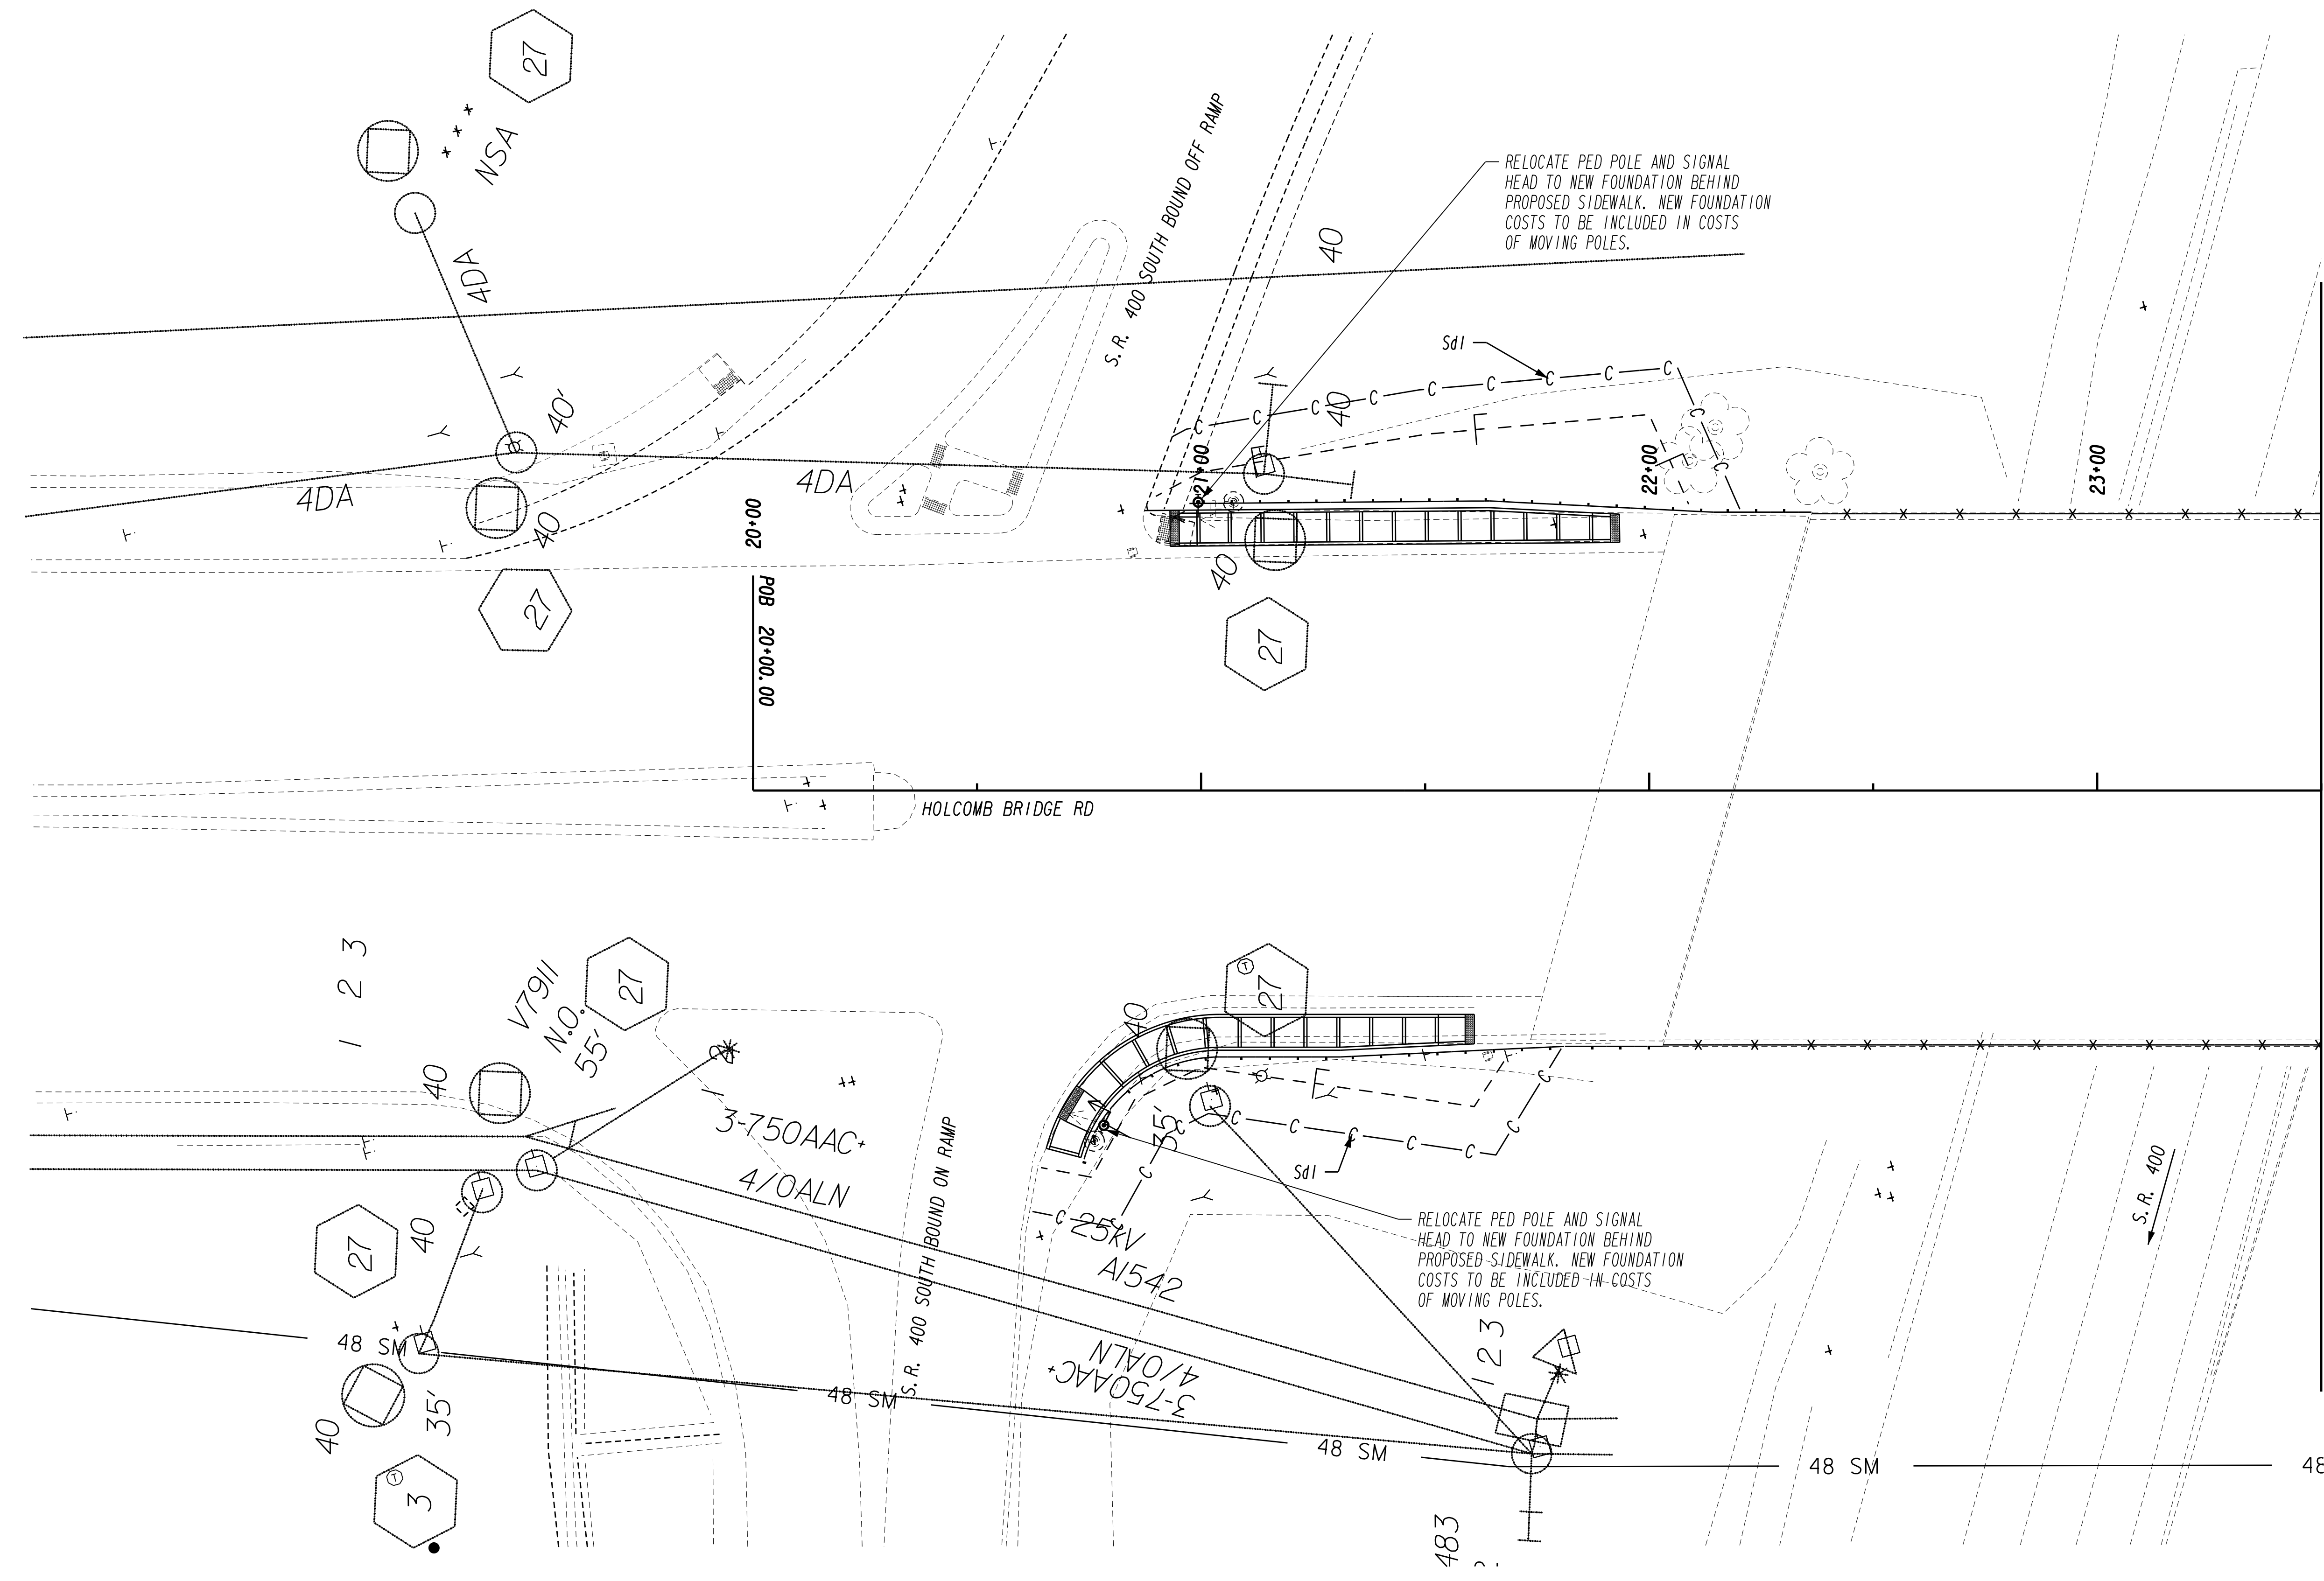 27
NSA
4DA
40'
4DA
4DA
40
27
S.R. 400 SOUTH BOUND OFF RAMP
RELOCATE PED POLE AND SIGNAL
HEAD TO NEW FOUNDATION BEHIND
PROPOSED SIDEWALK. NEW FOUNDATION
COSTS TO BE INCLUDED IN COSTS
OF MOVING POLES.
40
Sd1
C C C C C C C C C
C
C
40
F
20+00
21+00
22+00
23+00
POB 20+00.00
40
27
X X X X X X X X
HOLCOMB BRIDGE RD
1 2 3
V7911
N.O.
55'
27
40
3-750AAC+
4/0ALN
40
T
27
F
35'
C C C C C
C
C
C
C
Sd1
X X X X X X X X X X X X
RELOCATE PED POLE AND SIGNAL
HEAD TO NEW FOUNDATION BEHIND
PROPOSED SIDEWALK. NEW FOUNDATION
COSTS TO BE INCLUDED IN COSTS
OF MOVING POLES.
25kV
A1542
3-750AAC+
4/0ALN
S.R. 400 SOUTH BOUND ON RAMP
S.R. 400
27
40
48 SM
48 SM
48 SM
48 SM
48
40
35'
T
3
1 2 3
483